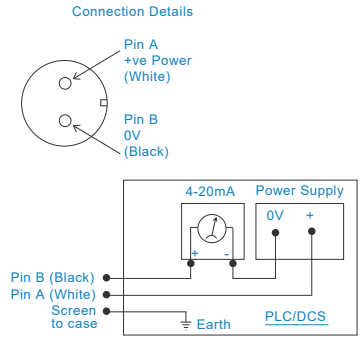 Connection Details
Pin A
+ve Power
(White)
Pin B
0V
(Black)
4-20mA
Power Supply
0V +
+ -
Pin B (Black)
Pin A (White)
Screen
to case
Earth
PLC/DCS